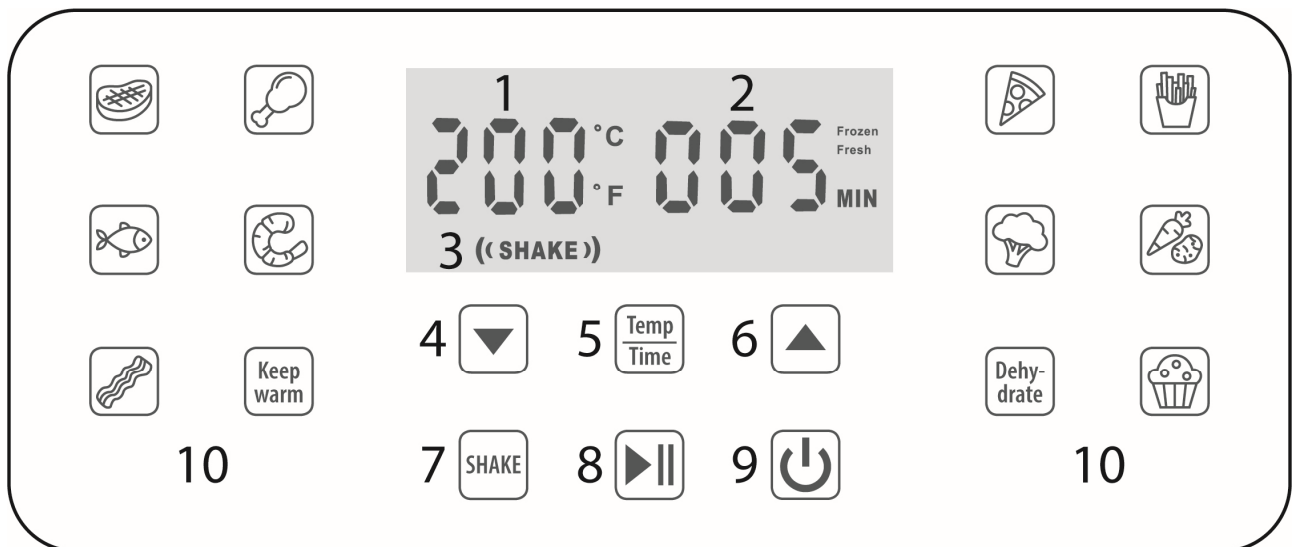 1 2
200 °C 005 Frozen
Fresh
°F MIN
3 ((SHAKE))
4 5 Temp 6
Time
Keep
warm
Dehy-
drate
10 7 SHAKE 8 9 10